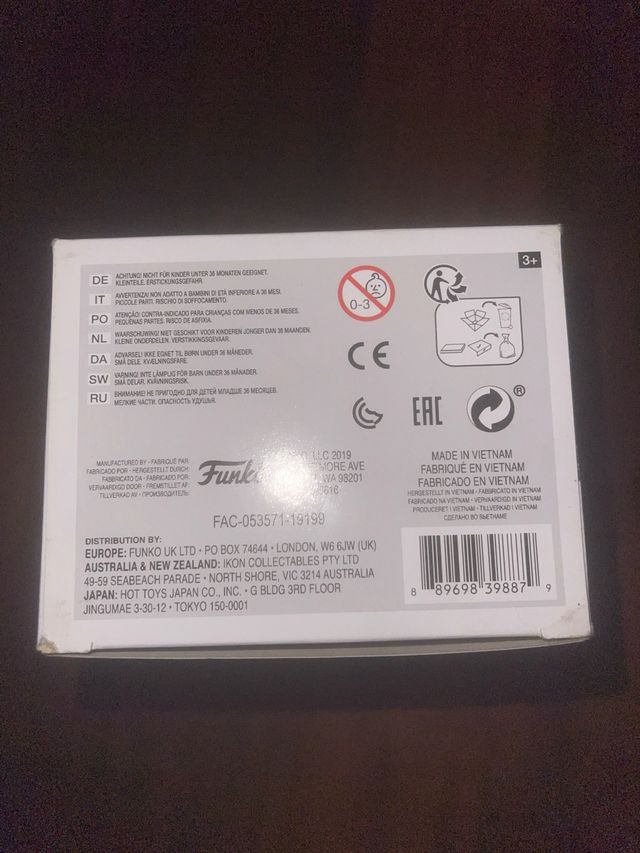 3+
DE ACHTUNG! NICHT FÜR KINDER UNTER 36 MONATEN GEEIGNET.
KLEINTEILE. ERSTICKUNGSGEFAHR.
IT AVVERTENZA! NON ADATTO A BAMBINI DI ETÀ INFERIORE A 36 MESI.
PICCOLE PARTI. RISCHIO DI SOFFOCAMENTO.
PO ATENÇÃO! CONTRA-INDICADO PARA CRIANÇAS COM MENOS DE 36 MESES.
PEQUENAS PARTES. RISCO DE ASFIXIA.
NL WAARSCHUWING! NIET GESCHIKT VOOR KINDEREN JONGER DAN 36 MAANDEN.
KLEINE ONDERDELEN. VERSTIKKINGSGEVAAR.
DA ADVARSEL! IKKE EGNET TIL BØRN UNDER 36 MÅNEDER.
SMÅ DELE. KVÆLNINGSFARE.
SW VARNING! INTE LÄMPLIG FÖR BARN UNDER 36 MÅNADER.
SMÅ DELAR. KVÄVNINGSRISK.
RU ВНИМАНИЕ! НЕ ПРИГОДНО ДЛЯ ДЕТЕЙ МЛАДШЕ 36 МЕСЯЦЕВ.
МЕЛКИЕ ЧАСТИ. ОПАСНОСТЬ УДУШЬЯ.
0-3
CE
EAC
®
MANUFACTURED BY • FABRIQUÉ PAR
FABRICADO POR • HERGESTELLT DURCH
FABBRICATO DA • FABRICADO POR
VERVAARDIGD DOOR • FREMSTILLET AF
TILLVERKAD AV • ПРОИЗВОДИТЕЛЬ:
Funko
LLC 2019
AVE
WA 98201
FAC-053571-19199
MADE IN VIETNAM
FABRIQUÉ EN VIETNAM
FABRICADO EN VIETNAM
HERGESTELLT IN VIETNAM • FABBRICATO IN VIETNAM
FABRICADO NA VIETNAM • VERVAARDIGD IN VIETNAM
PRODUCERET I VIETNAM • TILLVERKAD I VIETNAM
СДЕЛАНО ВО ВЬЕТНАМЕ
DISTRIBUTION BY:
EUROPE: FUNKO UK LTD • PO BOX 74644 • LONDON, W6 6JW (UK)
AUSTRALIA & NEW ZEALAND: IKON COLLECTABLES PTY LTD
49-59 SEABEACH PARADE • NORTH SHORE, VIC 3214 AUSTRALIA
JAPAN: HOT TOYS JAPAN CO., INC. • G BLDG 3RD FLOOR
JINGUMAE 3-30-12 • TOKYO 150-0001
8 89698 39887 9